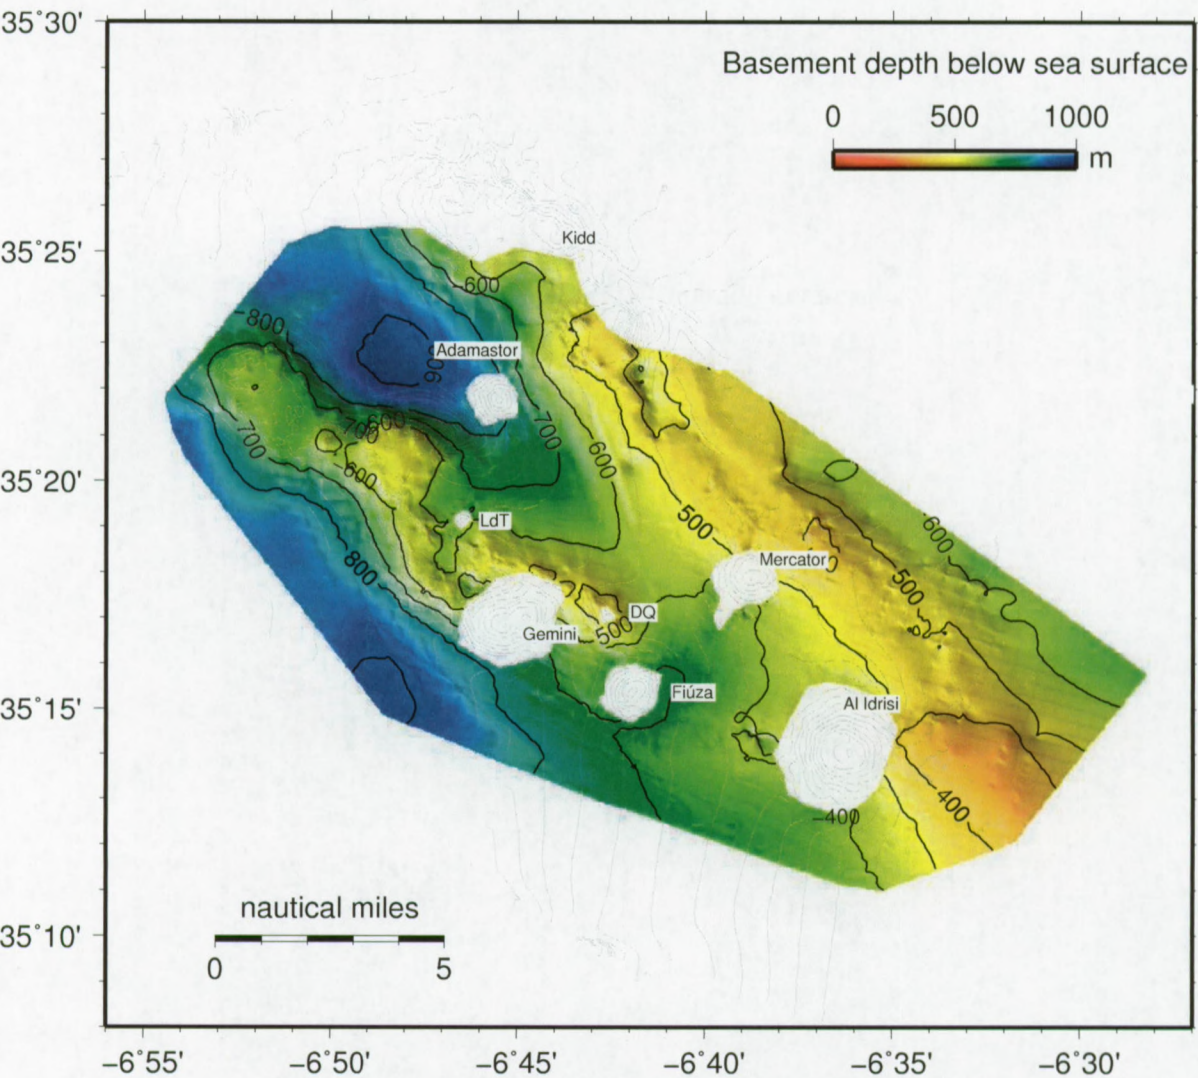 35°30'
Basement depth below sea surface
0 500 1000
m
35°25'
Kidd
600
800
Adamastor
700
600
700
600
600
35°20'
LdT
500
600
800
Mercator
500
DQ
500
Gemini
Fiúza
35°15'
Al Idrisi
400
400
nautical miles
35°10'
0 5
−6°55' −6°50' −6°45' −6°40' −6°35' −6°30'